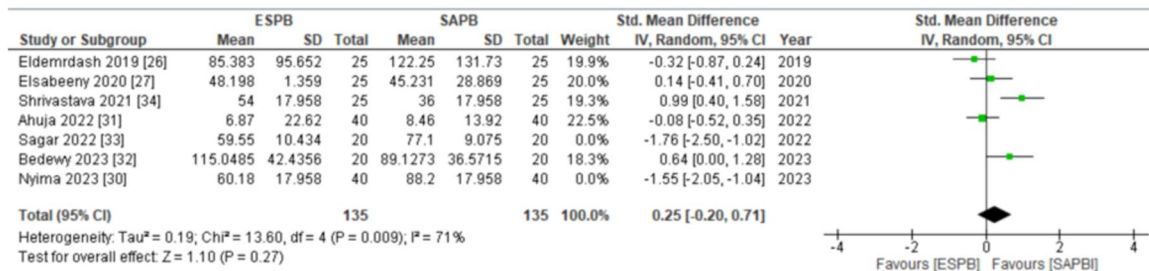 ESPB SAPB Std. Mean Difference Std. Mean Difference
Study or Subgroup Mean SD Total Mean SD Total Weight IV, Random, 95% CI Year IV, Random, 95% CI
Eldemrdash 2019 [26] 85.383 95.652 25 122.25 131.73 25 19.9% -0.32 [-0.87, 0.24] 2019
Elsabeeny 2020 [27] 48.198 1.359 25 45.231 28.869 25 20.0% 0.14 [-0.41, 0.70] 2020
Shrivastava 2021 [34] 54 17.958 25 36 17.958 25 19.3% 0.99 [0.40, 1.58] 2021
Ahuja 2022 [31] 6.87 22.62 40 8.46 13.92 40 22.5% -0.08 [-0.52, 0.35] 2022
Sagar 2022 [33] 59.55 10.434 20 77.1 9.075 20 0.0% -1.76 [-2.50, -1.02] 2022
Bedewy 2023 [32] 115.0485 42.4356 20 89.1273 36.5715 20 18.3% 0.64 [0.00, 1.28] 2023
Nyima 2023 [30] 60.18 17.958 40 88.2 17.958 40 0.0% -1.55 [-2.05, -1.04] 2023
Total (95% CI) 135 135 100.0% 0.25 [-0.20, 0.71]
Heterogeneity: Tau² = 0.19; Chi² = 13.60, df = 4 (P = 0.009); I² = 71%
Test for overall effect: Z = 1.10 (P = 0.27)
-4 -2 0 2 4
Favours [ESPB] Favours [SAPBI]